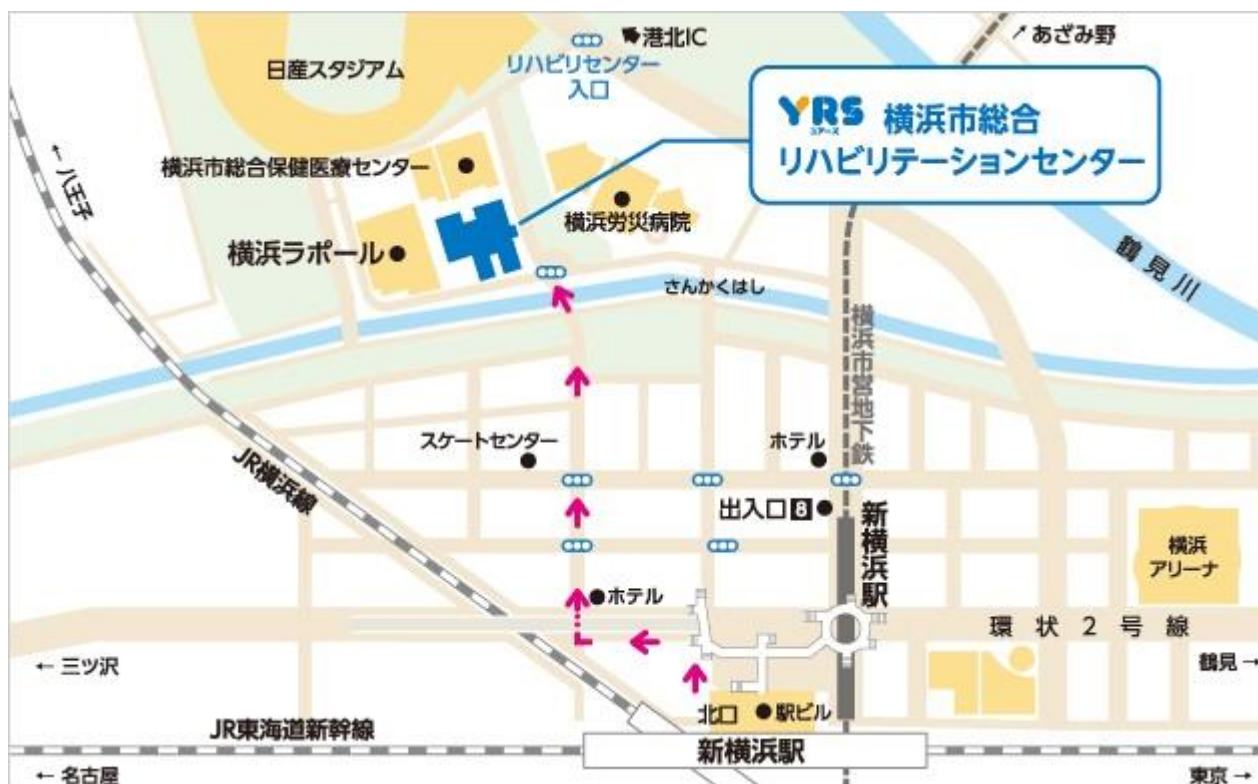 港北IC
↗あざみ野
日産スタジアム
リハビリセンター
入口
YRS 横浜市総合
ユアーズ
リハビリテーションセンター
←八王子
横浜市総合保健医療センター
横浜労災病院
横浜ラポール
鶴見川
さんかくはし
横浜市営地下鉄
スケートセンター
ホテル
JR横浜線
出入口8
新横浜駅
横浜
アリーナ
ホテル
環状2号線
←三ツ沢
鶴見→
北口
駅ビル
JR東海道新幹線
新横浜駅
←名古屋
東京→